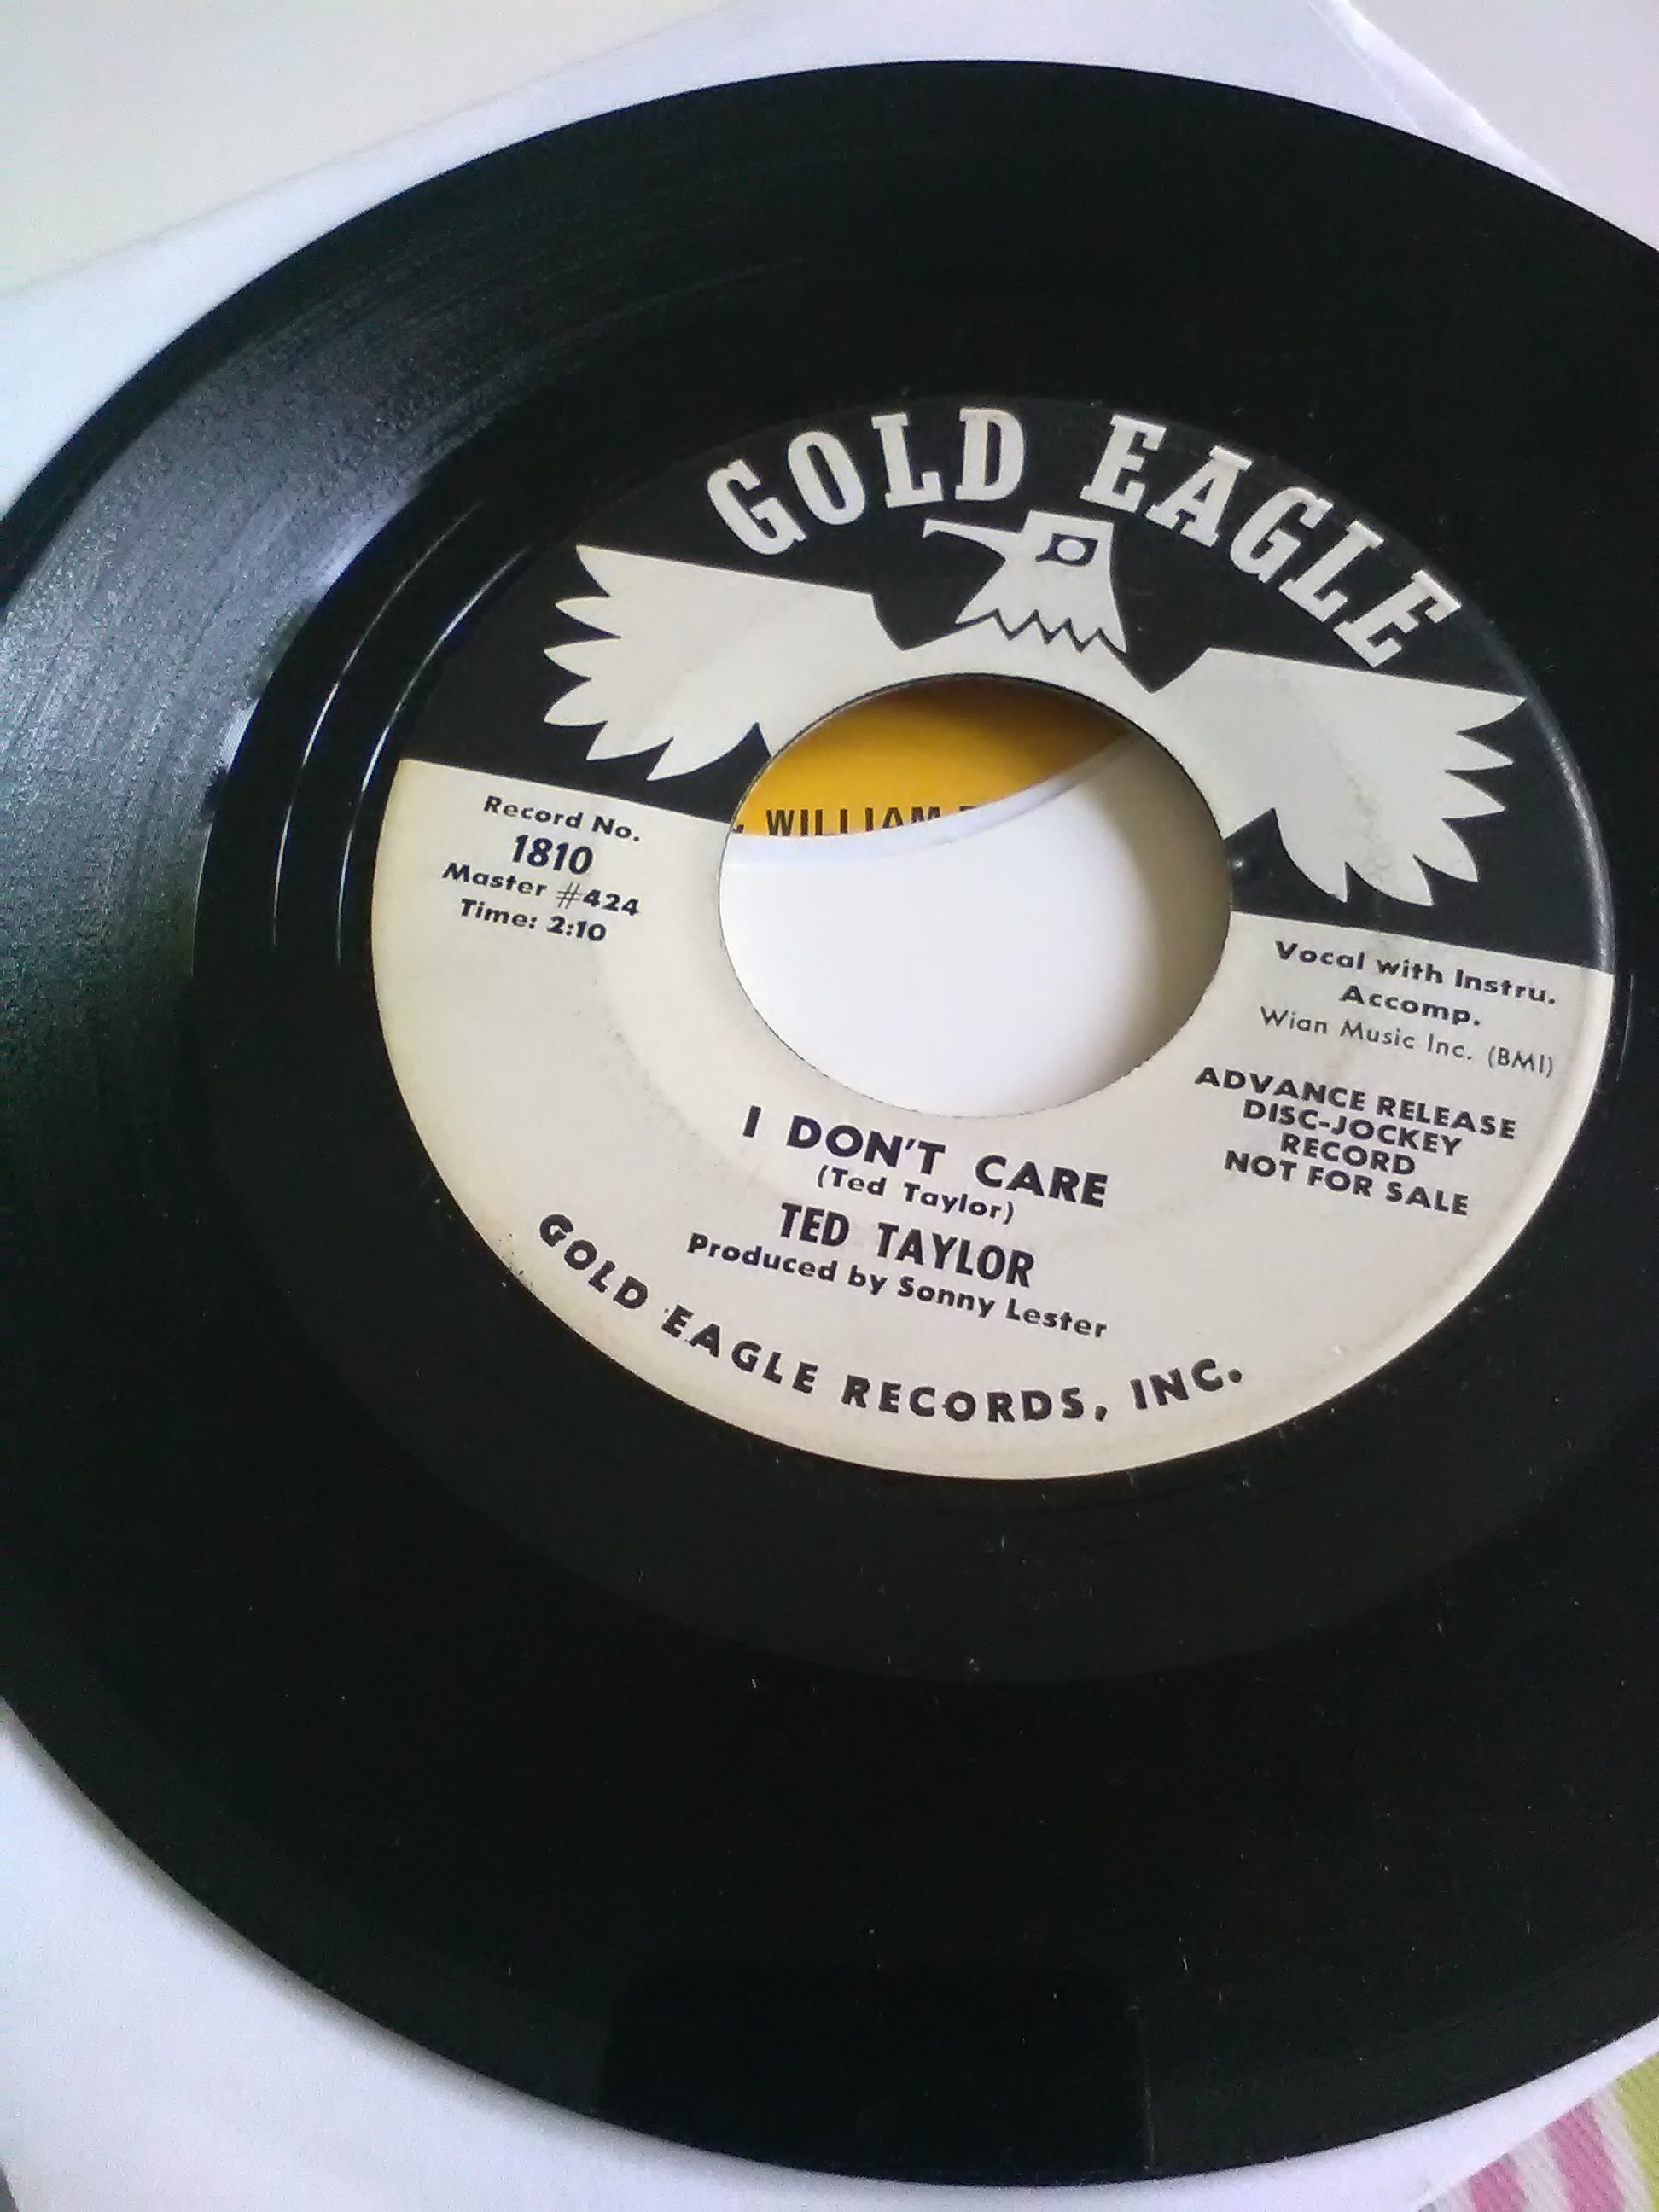 GOLD EAGLE
WILLIAM
Record No.
1810
Master #424
Time: 2:10
Vocal with Instru.
Accomp.
Wian Music Inc. (BMI)
ADVANCE RELEASE
DISC-JOCKEY
RECORD
NOT FOR SALE
I DON'T CARE
(Ted Taylor)
TED TAYLOR
Produced by Sonny Lester
GOLD EAGLE RECORDS, INC.